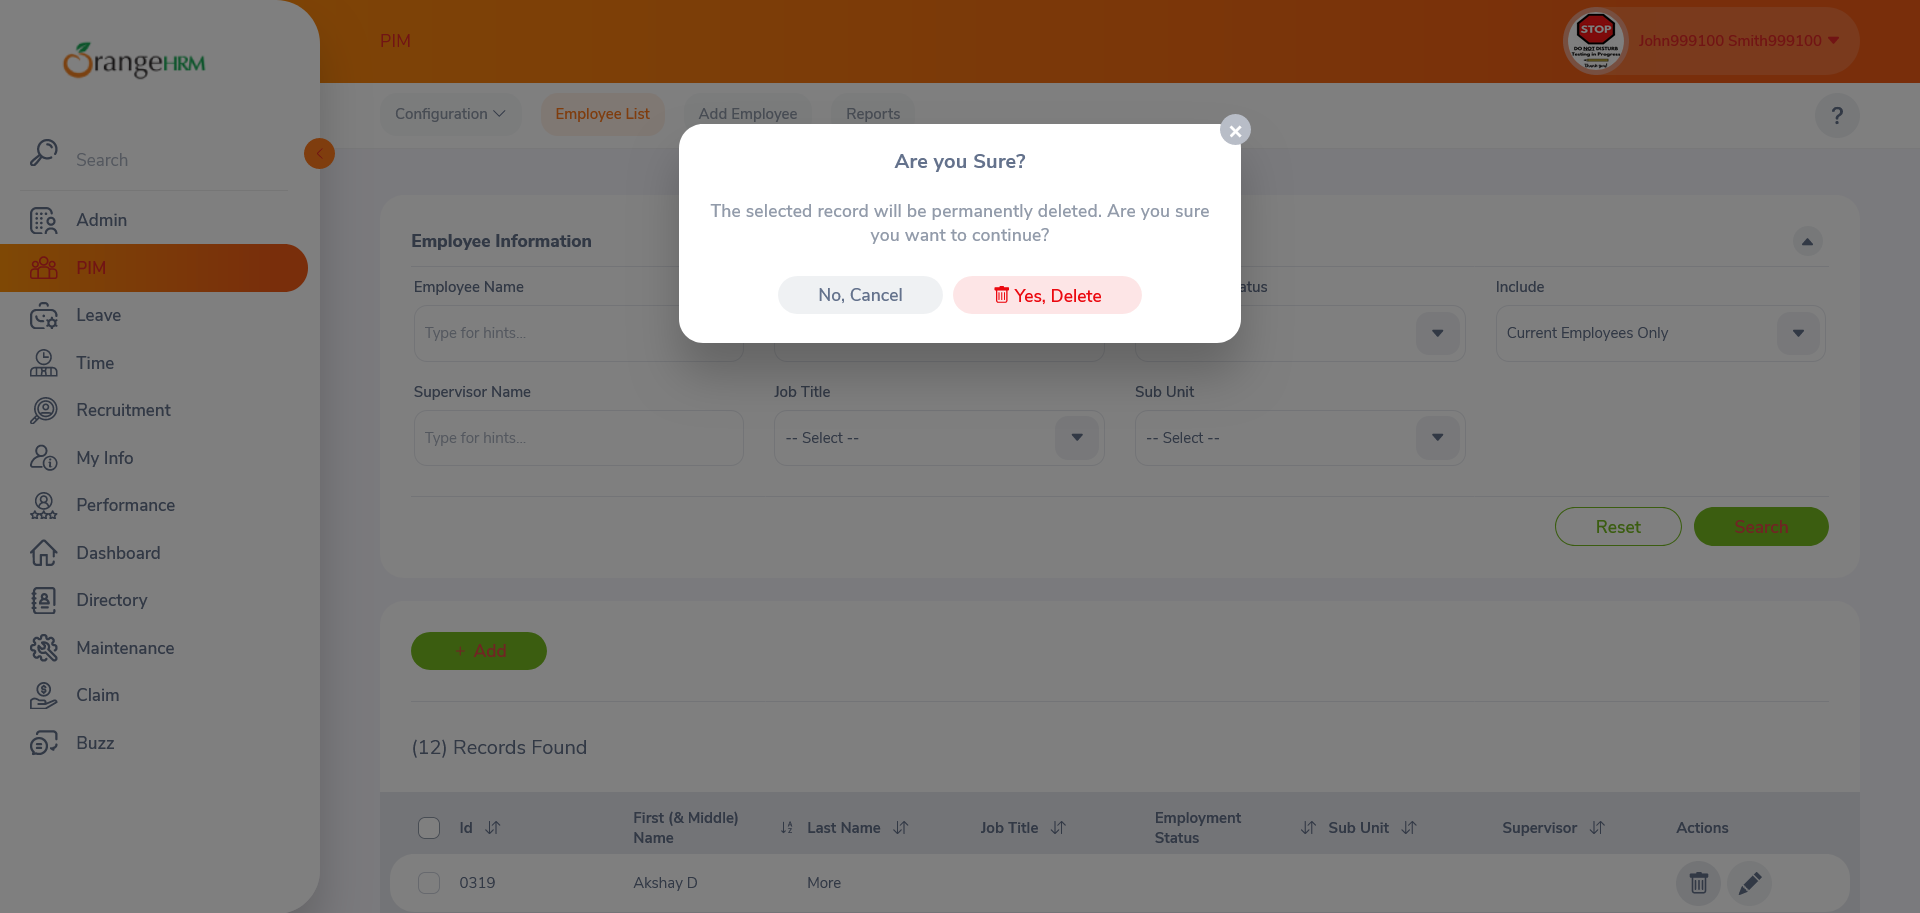 OrangeHRM
PIM
STOP
DO NOT DISTURB
Testing in Progress
Thank you!
John999100 Smith999100
Search
Admin
PIM
Leave
Time
Recruitment
My Info
Performance
Dashboard
Directory
Maintenance
Claim
Buzz
Configuration
Employee List
Add Employee
Reports
?
Are you Sure?
The selected record will be permanently deleted. Are you sure
you want to continue?
No, Cancel
Yes, Delete
Employee Information
Employee Name
Type for hints...
atus
Include
Current Employees Only
Supervisor Name
Type for hints...
Job Title
-- Select --
Sub Unit
-- Select --
Reset
Search
+ Add
(12) Records Found
Id
First (& Middle)
Name
Last Name
Job Title
Employment
Status
Sub Unit
Supervisor
Actions
0319
Akshay D
More